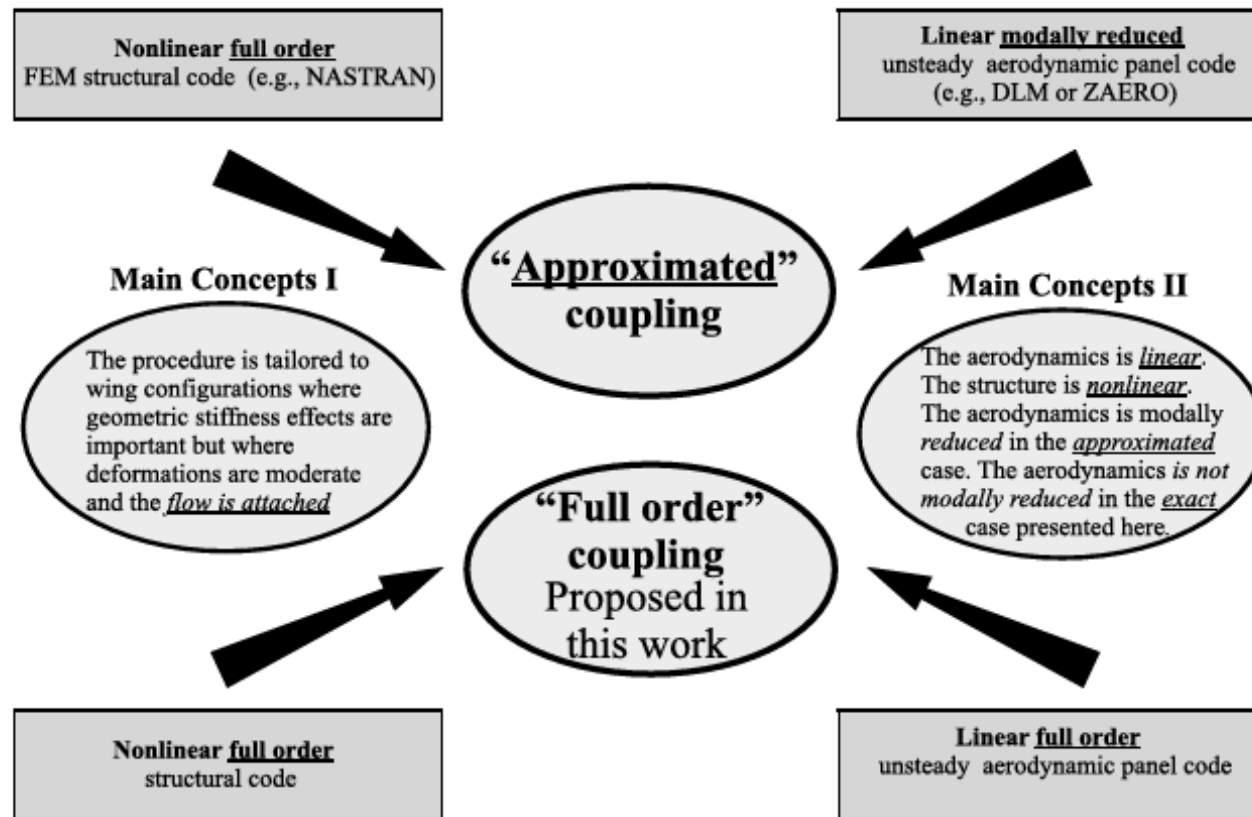 Nonlinear full order
FEM structural code (e.g., NASTRAN)
Linear modally reduced
unsteady aerodynamic panel code
(e.g., DLM or ZAERO)
“Approximated”
coupling
Main Concepts I
The procedure is tailored to
wing configurations where
geometric stiffness effects are
important but where
deformations are moderate
and the flow is attached
Main Concepts II
The aerodynamics is linear.
The structure is nonlinear.
The aerodynamics is modally
reduced in the approximated
case. The aerodynamics is not
modally reduced in the exact
case presented here.
“Full order”
coupling
Proposed in
this work
Nonlinear full order
structural code
Linear full order
unsteady aerodynamic panel code